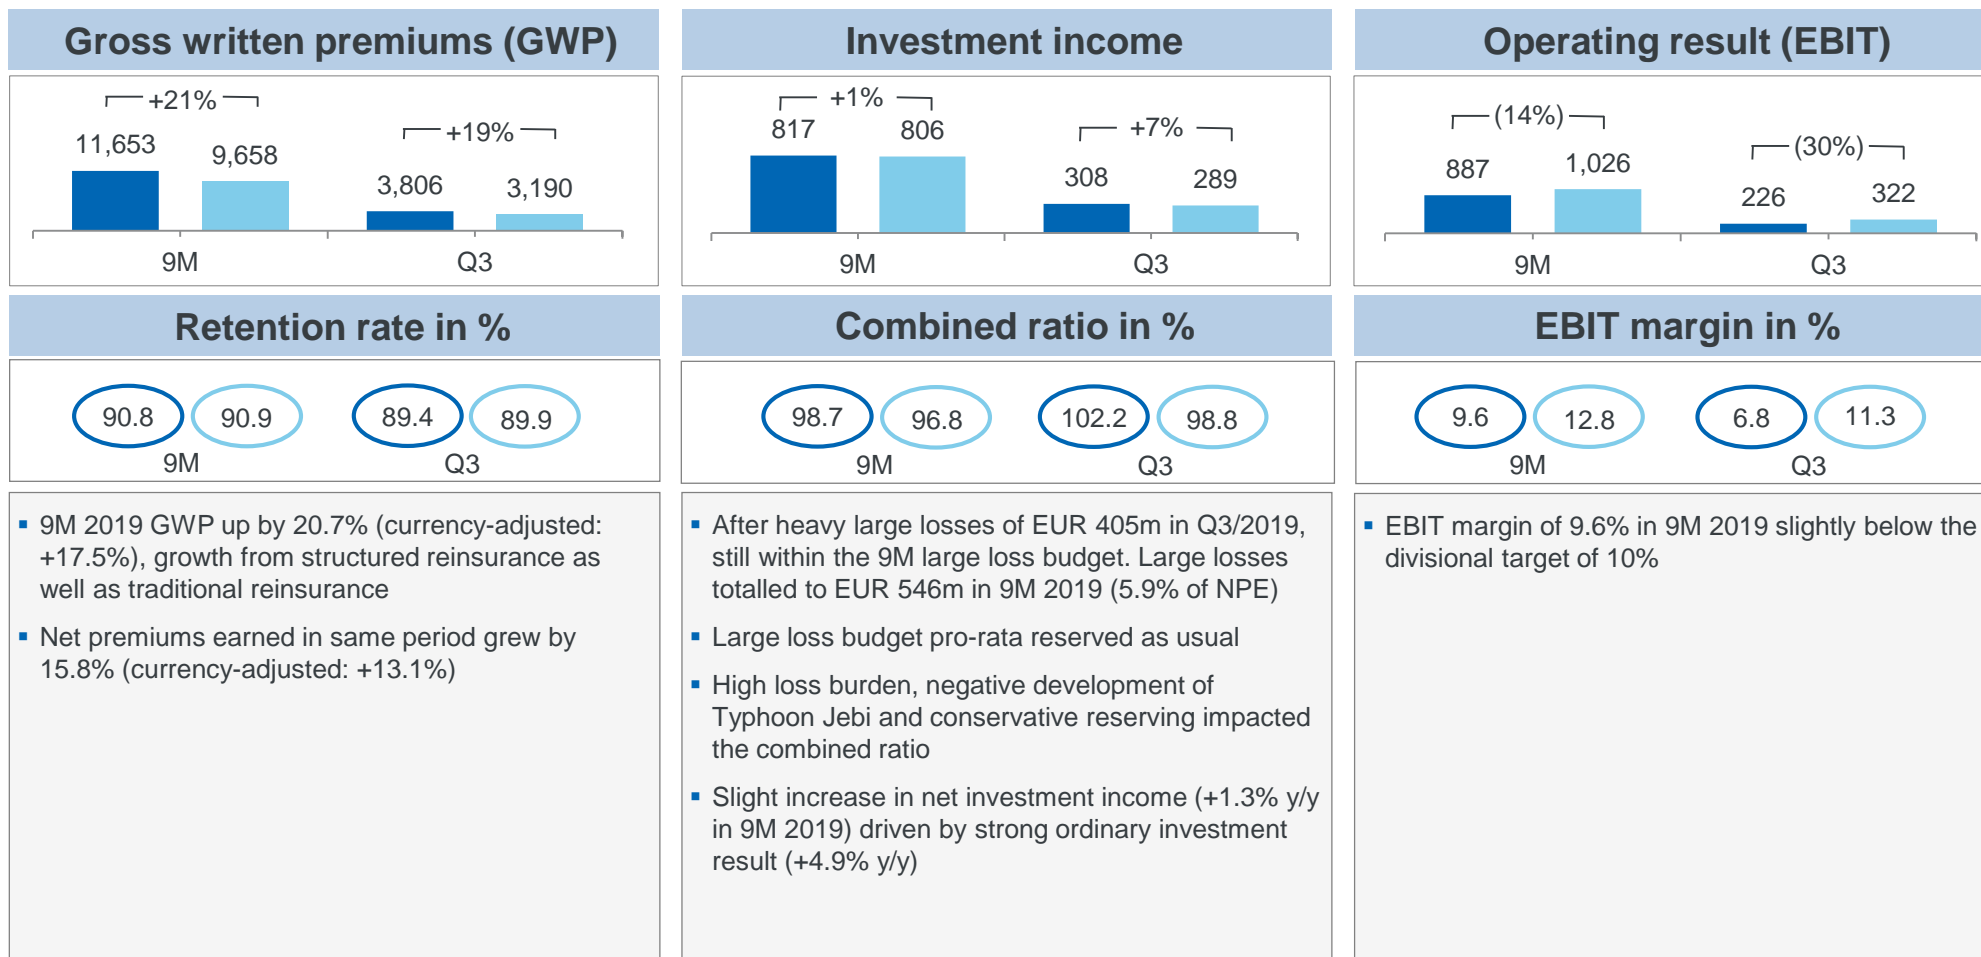 Gross written premiums (GWP)
+21%
+19%
11,653
9,658
3,806
3,190
9M
Q3
Investment income
+1%
+7%
817
806
308
289
9M
Q3
Operating result (EBIT)
(14%)
(30%)
887
1,026
226
322
9M
Q3
Retention rate in %
90.8
90.9
89.4
89.9
9M
Q3
Combined ratio in %
98.7
96.8
102.2
98.8
9M
Q3
EBIT margin in %
9.6
12.8
6.8
11.3
9M
Q3
▪ 9M 2019 GWP up by 20.7% (currency-adjusted:
+17.5%), growth from structured reinsurance as
well as traditional reinsurance
▪ Net premiums earned in same period grew by
15.8% (currency-adjusted: +13.1%)
▪ After heavy large losses of EUR 405m in Q3/2019,
still within the 9M large loss budget. Large losses
totalled to EUR 546m in 9M 2019 (5.9% of NPE)
▪ Large loss budget pro-rata reserved as usual
▪ High loss burden, negative development of
Typhoon Jebi and conservative reserving impacted
the combined ratio
▪ Slight increase in net investment income (+1.3% y/y
in 9M 2019) driven by strong ordinary investment
result (+4.9% y/y)
▪ EBIT margin of 9.6% in 9M 2019 slightly below the
divisional target of 10%